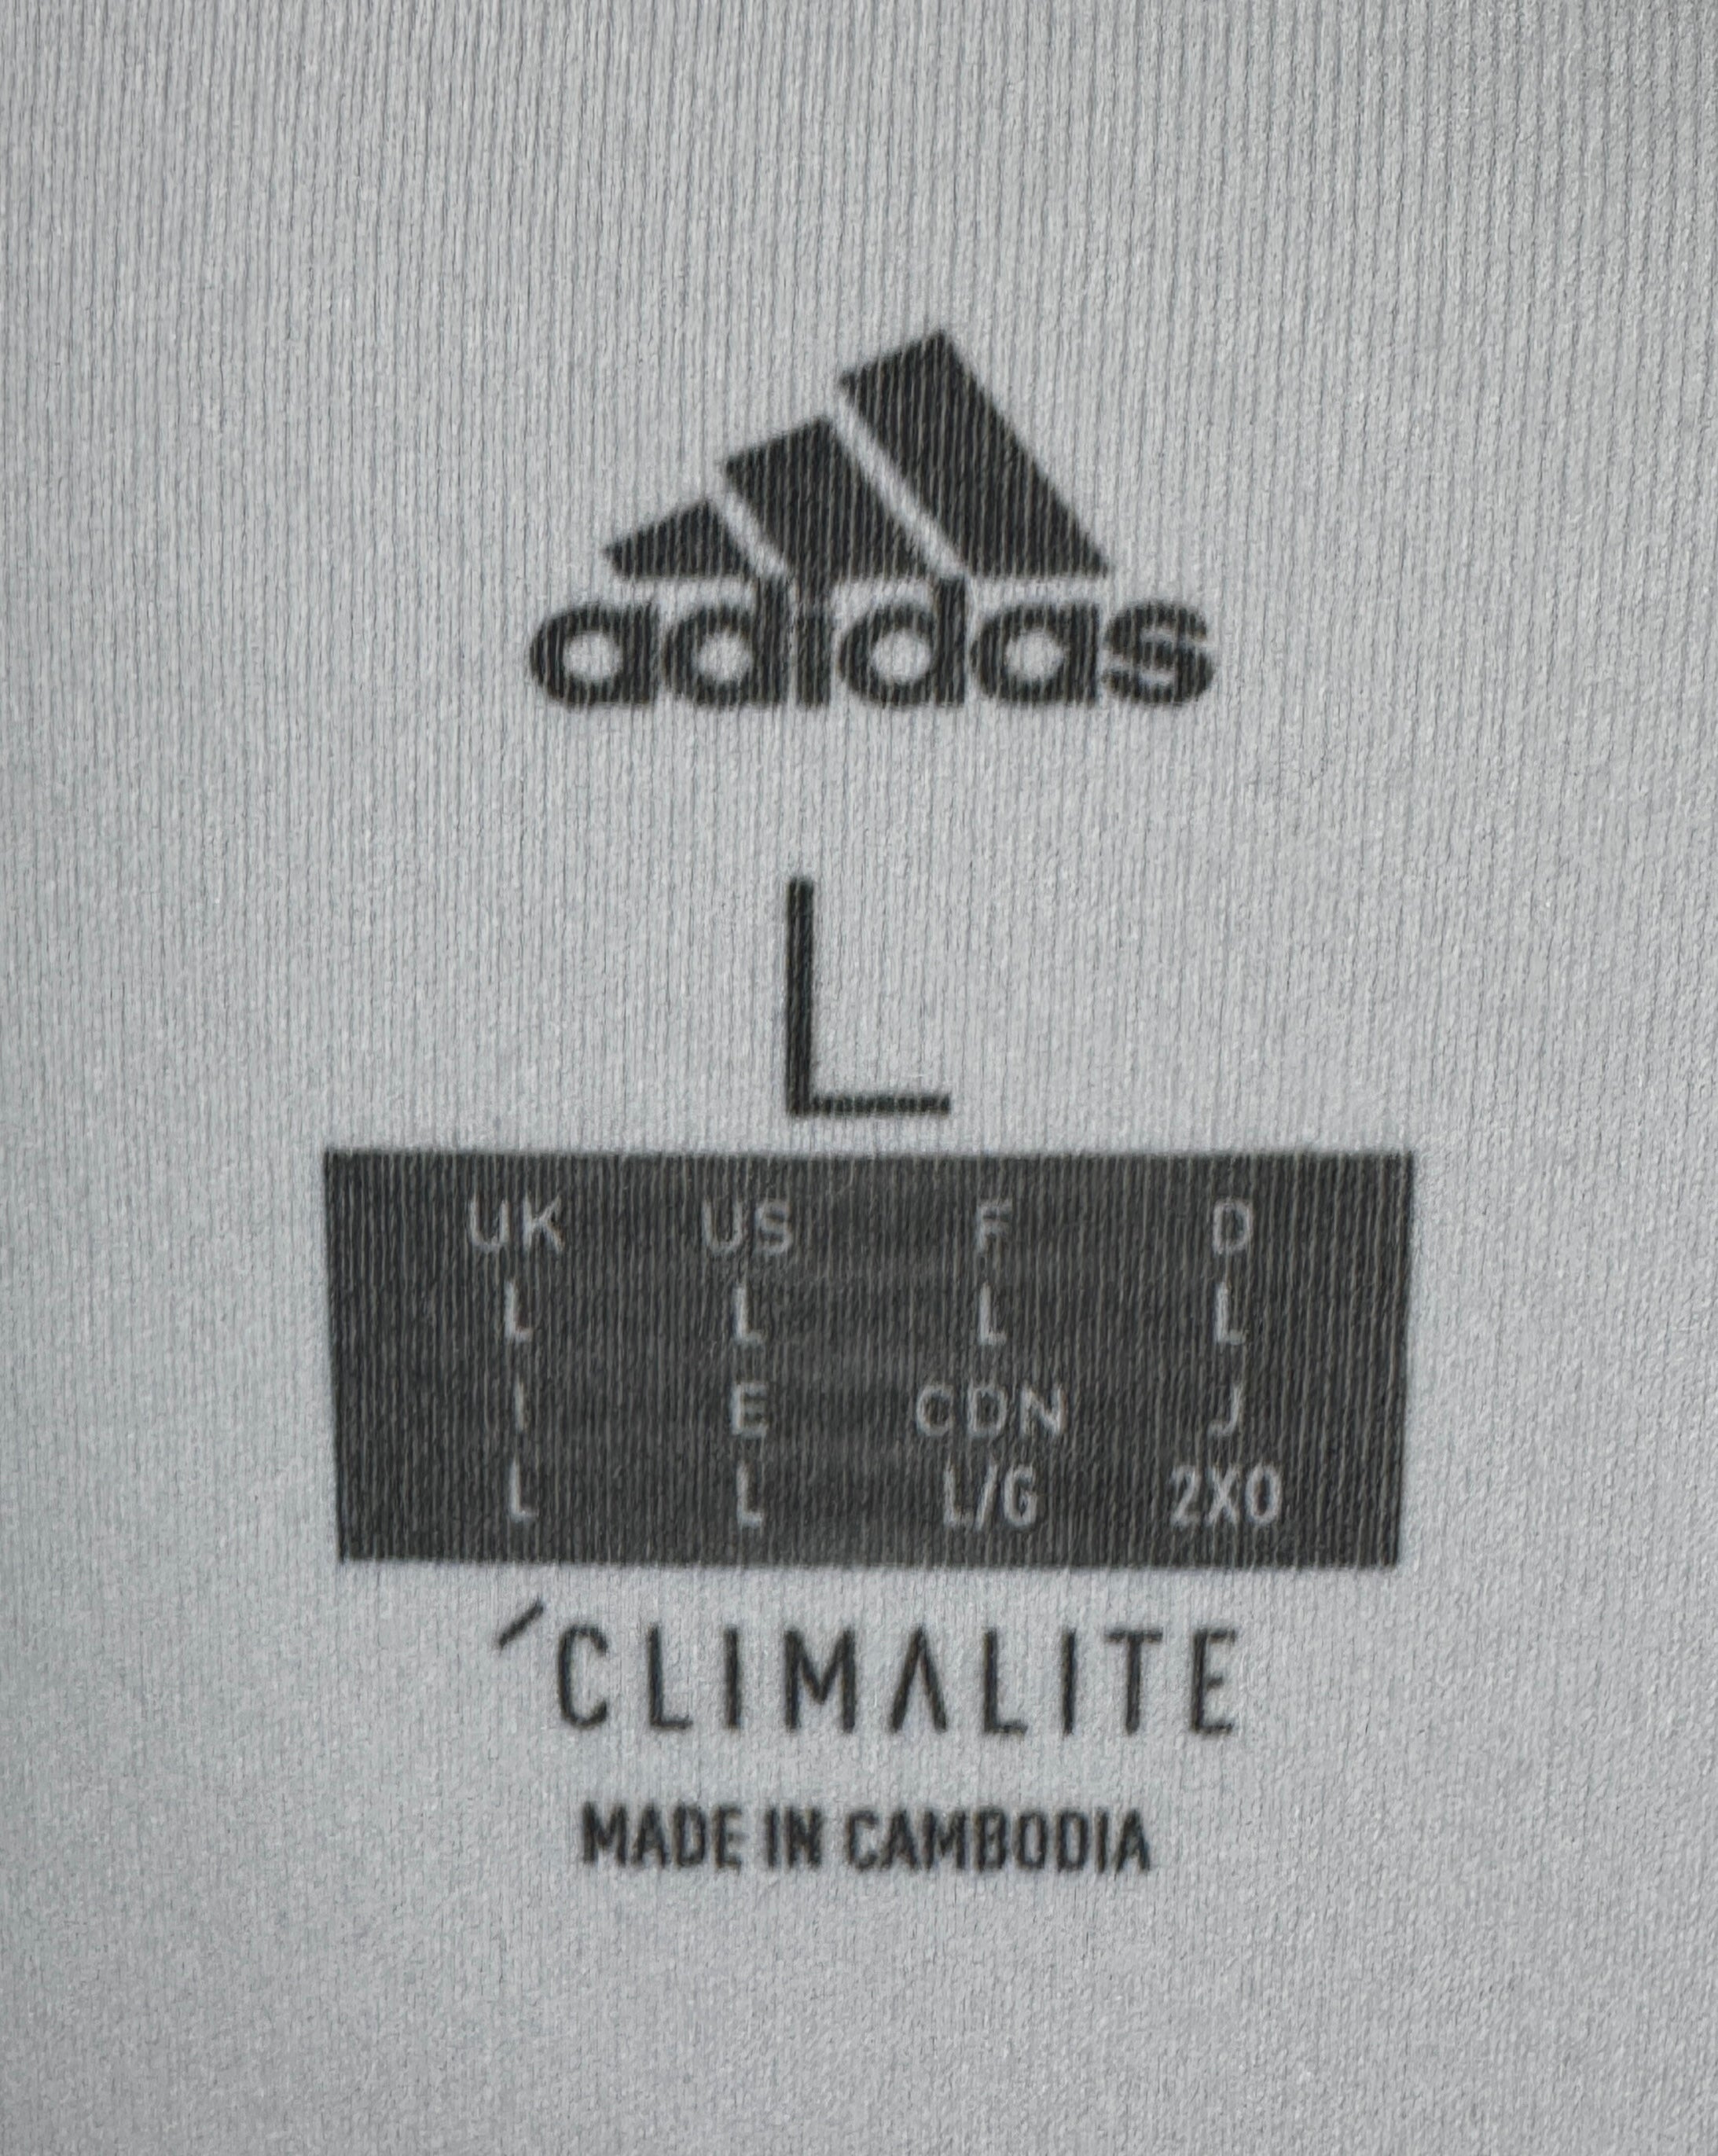 adidas
L
UK US F D
L L L L
I E CDN J
L L L/G 2XO
´CLIMALITE
MADE IN CAMBODIA